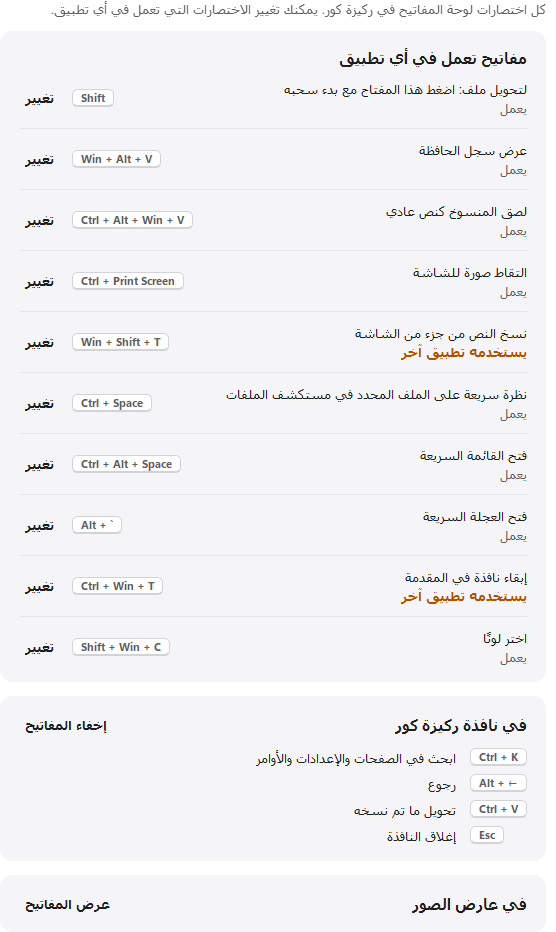 كل اختصارات لوحة المفاتيح في ركيزة كور. يمكنك تغيير الاختصارات التي تعمل في أي تطبيق.
مفاتيح تعمل في أي تطبيق
لتحويل ملف: اضغط هذا المفتاح مع بدء سحبه
يعمل
Shift
تغيير
عرض سجل الحافظة
يعمل
Win + Alt + V
تغيير
لصق المنسوخ كنص عادي
يعمل
Ctrl + Alt + Win + V
تغيير
التقاط صورة للشاشة
يعمل
Ctrl + Print Screen
تغيير
نسخ النص من جزء من الشاشة
يستخدمه تطبيق آخر
Win + Shift + T
تغيير
نظرة سريعة على الملف المحدد في مستكشف الملفات
يعمل
Ctrl + Space
تغيير
فتح القائمة السريعة
يعمل
Ctrl + Alt + Space
تغيير
فتح العجلة السريعة
يعمل
Alt + `
تغيير
إبقاء نافذة في المقدمة
يستخدمه تطبيق آخر
Ctrl + Win + T
تغيير
اختر لونًا
يعمل
Shift + Win + C
تغيير
في نافذة ركيزة كور
إخفاء المفاتيح
Ctrl + K ابحث في الصفحات والإعدادات والأوامر
Alt + ← رجوع
Ctrl + V تحويل ما تم نسخه
Esc إغلاق النافذة
في عارض الصور
عرض المفاتيح